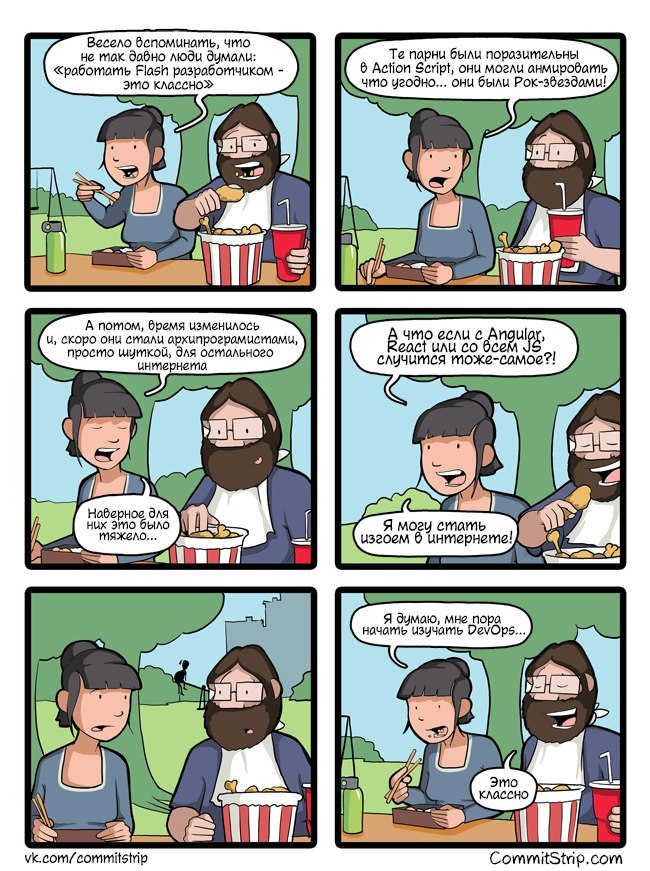 Весело вспоминать, что
не так давно люди думали:
«работать Flash разработчиком -
это классно»
Те парни были поразительны
в Action Script, они могли анмировать
что угодно... они были Рок-звездами!
А потом, время изменилось
и, скоро они стали архипрограмистами,
просто шуткой, для остального
интернета
Наверное для
них это было
тяжело...
А что если с Angular,
React или со всем JS
случится тоже-самое?!
Я могу стать
изгоем в интернете!
Я думаю, мне пора
начать изучать DevOps...
Это
классно
vk.com/commitstrip
CommitStrip.com